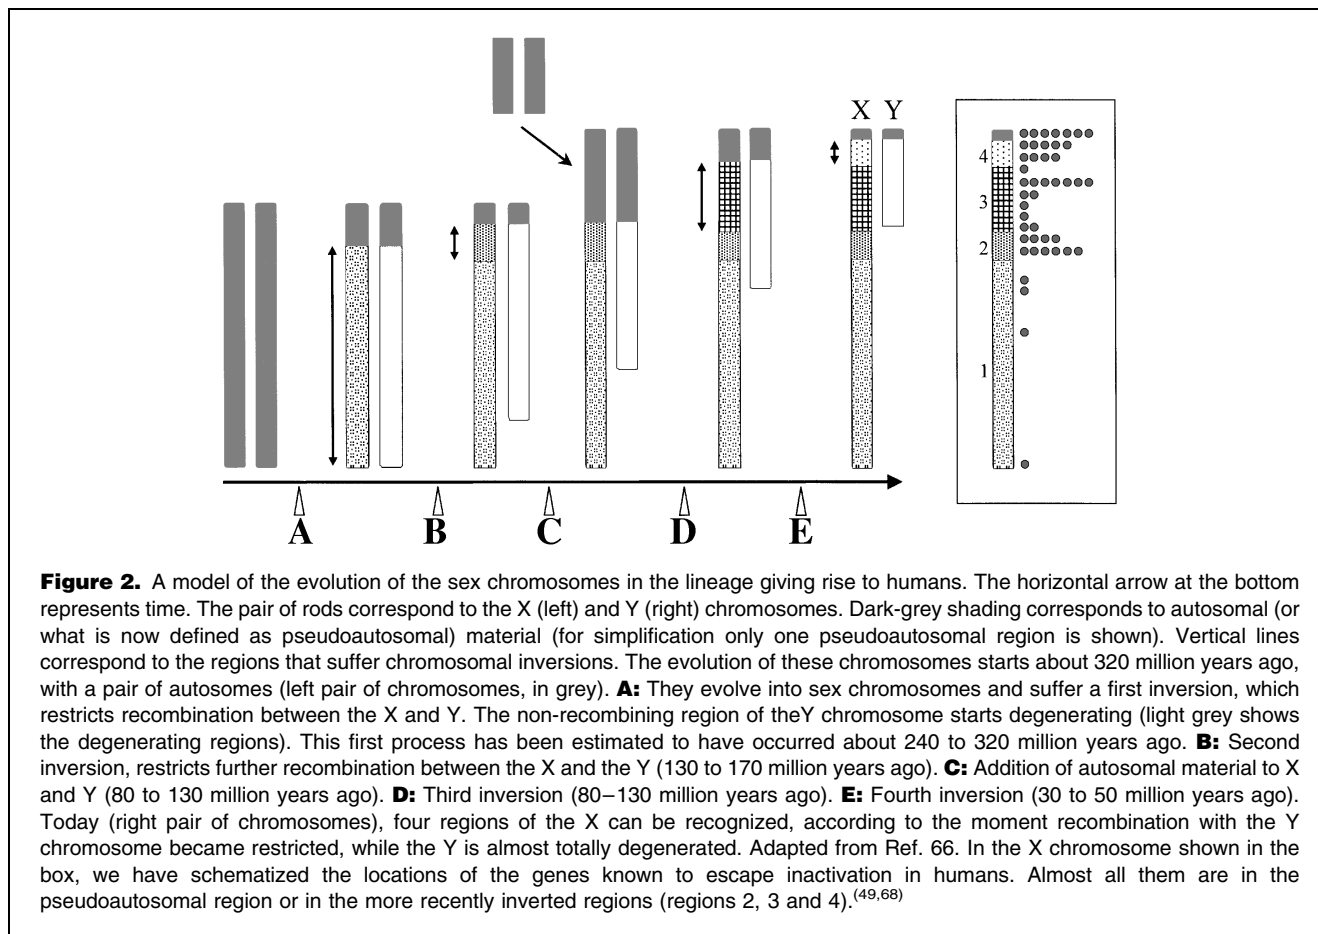 X Y
4
3
2
1
A B C D E
Figure 2. A model of the evolution of the sex chromosomes in the lineage giving rise to humans. The horizontal arrow at the bottom
represents time. The pair of rods correspond to the X (left) and Y (right) chromosomes. Dark-grey shading corresponds to autosomal (or
what is now defined as pseudoautosomal) material (for simplification only one pseudoautosomal region is shown). Vertical lines
correspond to the regions that suffer chromosomal inversions. The evolution of these chromosomes starts about 320 million years ago,
with a pair of autosomes (left pair of chromosomes, in grey). A: They evolve into sex chromosomes and suffer a first inversion, which
restricts recombination between the X and Y. The non-recombining region of theY chromosome starts degenerating (light grey shows
the degenerating regions). This first process has been estimated to have occurred about 240 to 320 million years ago. B: Second
inversion, restricts further recombination between the X and the Y (130 to 170 million years ago). C: Addition of autosomal material to X
and Y (80 to 130 million years ago). D: Third inversion (80–130 million years ago). E: Fourth inversion (30 to 50 million years ago).
Today (right pair of chromosomes), four regions of the X can be recognized, according to the moment recombination with the Y
chromosome became restricted, while the Y is almost totally degenerated. Adapted from Ref. 66. In the X chromosome shown in the
box, we have schematized the locations of the genes known to escape inactivation in humans. Almost all them are in the
pseudoautosomal region or in the more recently inverted regions (regions 2, 3 and 4).(49,68)